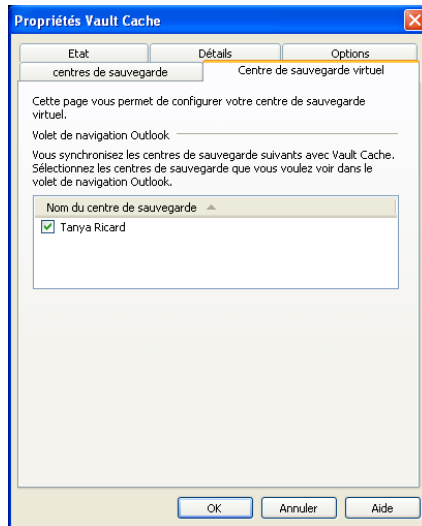 Propriétés Vault Cache
Etat Détails Options
centres de sauvegarde Centre de sauvegarde virtuel
Cette page vous permet de configurer votre centre de sauvegarde
virtuel.
Volet de navigation Outlook
Vous synchronisez les centres de sauvegarde suivants avec Vault Cache.
Sélectionnez les centres de sauvegarde que vous voulez voir dans le
volet de navigation Outlook.
Nom du centre de sauvegarde
Tanya Ricard
OK Annuler Aide